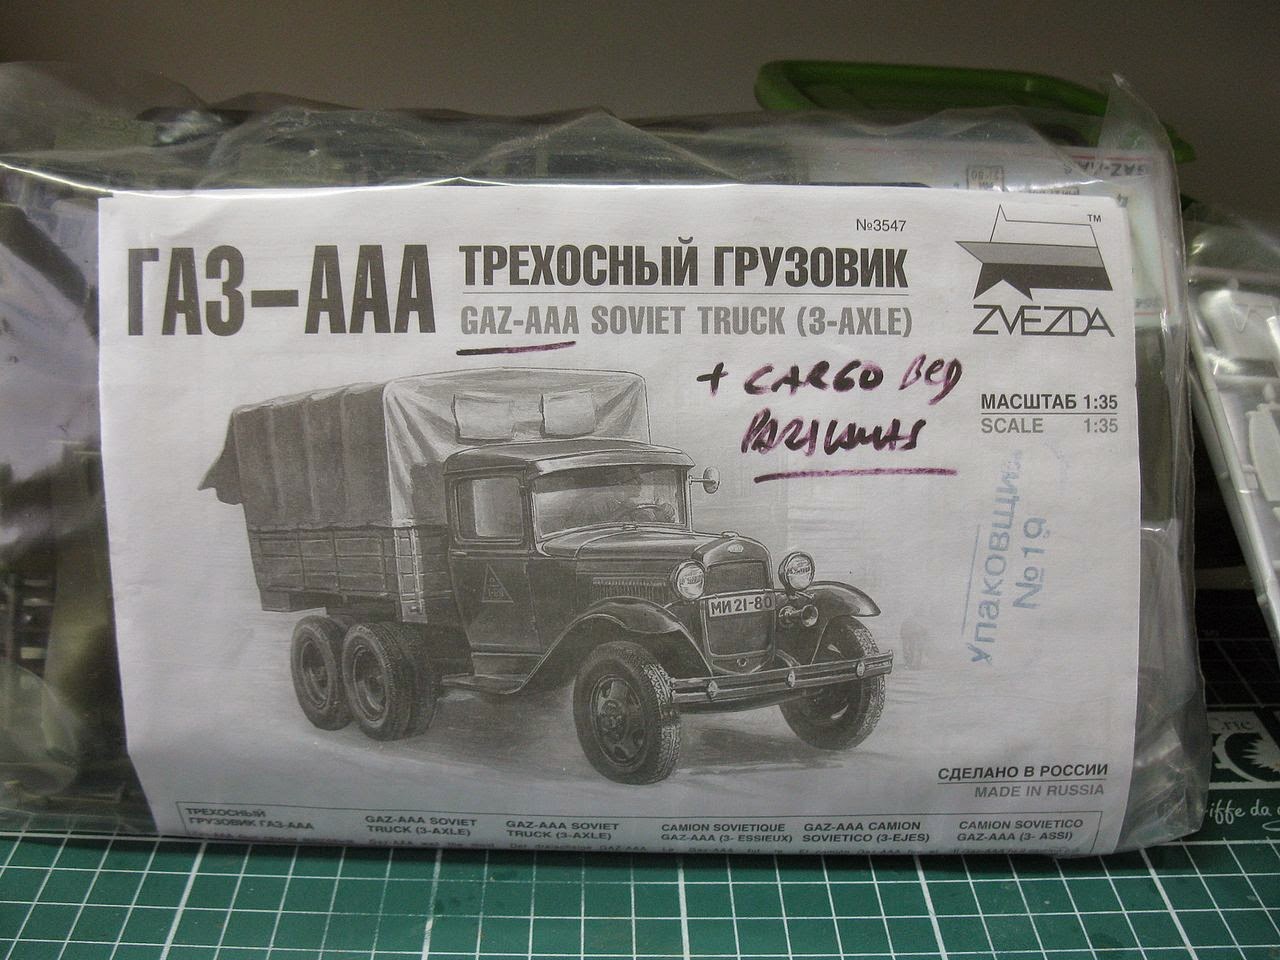 №3547
ГАЗ–ААА
ТРЕХОСНЫЙ ГРУЗОВИК
GAZ-AAA SOVIET TRUCK (3-AXLE)
TM
ZVEZDA
+ CARGO BED
МАСШТАБ 1:35
SCALE 1:35
Упаковщик
№19
МИ 21-80
СДЕЛАНО В РОССИИ
MADE IN RUSSIA
ТРЕХОСНЫЙ
ГРУЗОВИК ГАЗ-ААА
GAZ-AAA SOVIET
TRUCK (3-AXLE)
GAZ-AAA SOVIET
TRUCK (3-AXLE)
CAMION SOVIETIQUE
GAZ-AAA (3- ESSIEUX)
GAZ-AAA CAMION
SOVIETICO (3-EJES)
CAMION SOVIETICO
GAZ-AAA (3- ASSI)